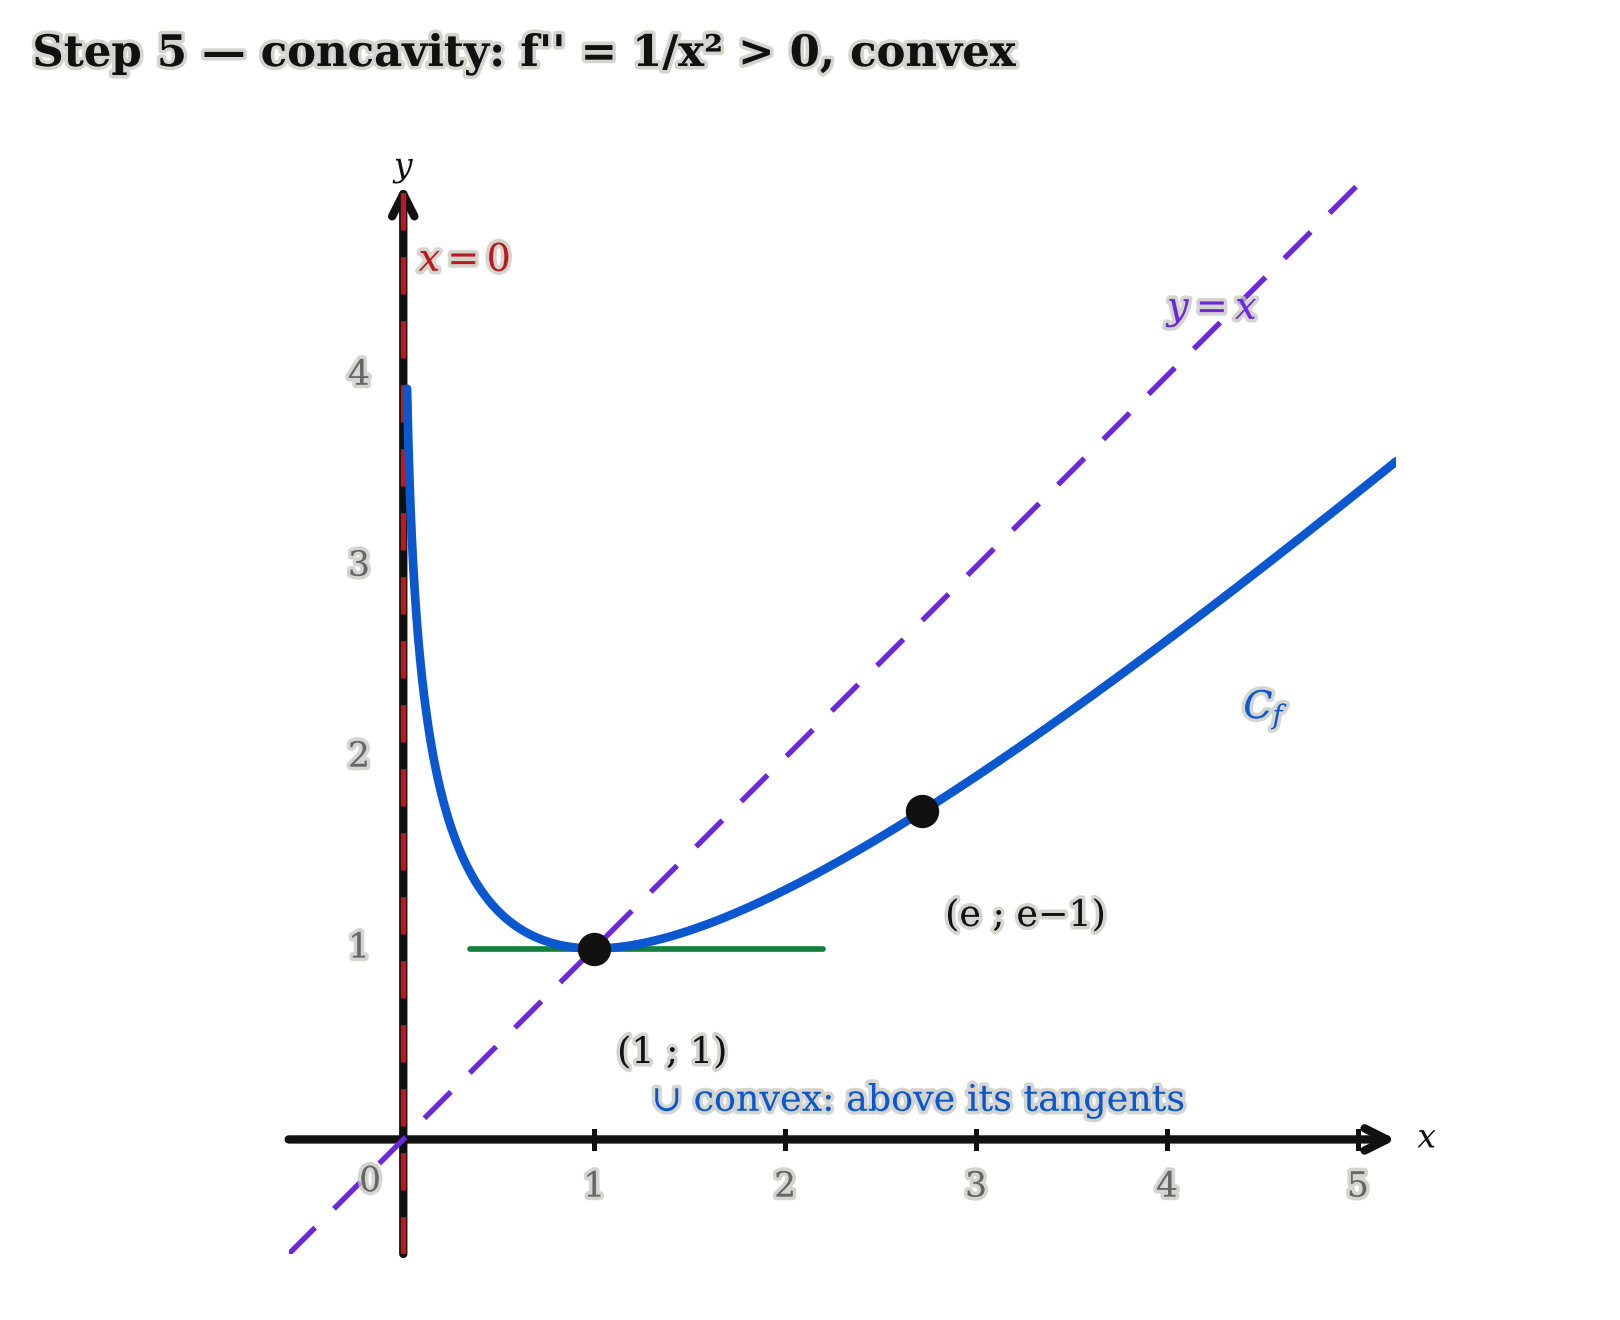 Step 5 — concavity: f'' = 1/x² > 0, convex
y
x = 0
y = x
4
3
2
1
C_f
(e ; e−1)
(1 ; 1)
∪ convex: above its tangents
x
0
1
2
3
4
5